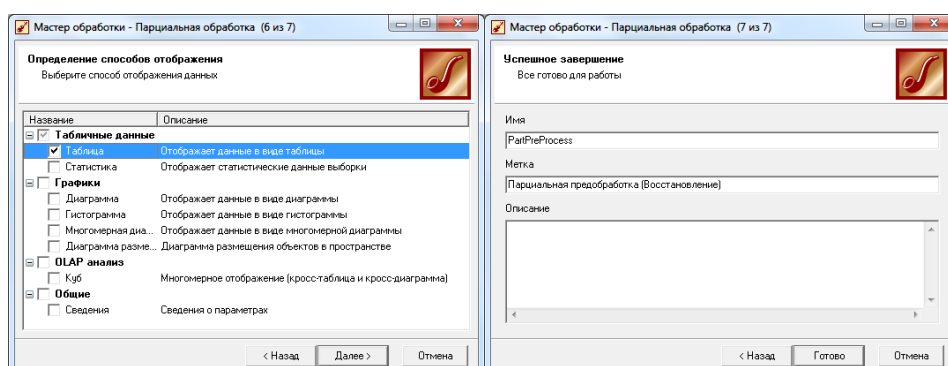 Мастер обработки - Парциальная обработка (6 из 7)
Определение способов отображения
Выберите способ отображения данных
Название Описание
Табличные данные
Таблица Отображает данные в виде таблицы
Статистика Отображает статистические данные выборки
Графики
Диаграмма Отображает данные в виде диаграммы
Гистограмма Отображает данные в виде гистограммы
Многомерная диа... Отображает данные в виде многомерной диаграммы
Диаграмма разме... Диаграмма размещения объектов в пространстве
OLAP анализ
Куб Многомерное отображение (кросс-таблица и кросс-диаграмма)
Общие
Сведения Сведения о параметрах
< Назад Далее > Отмена
Мастер обработки - Парциальная обработка (7 из 7)
Успешное завершение
Все готово для работы
Имя
PartPreProcess
Метка
Парциальная предобработка (Восстановление)
Описание
< Назад Готово Отмена